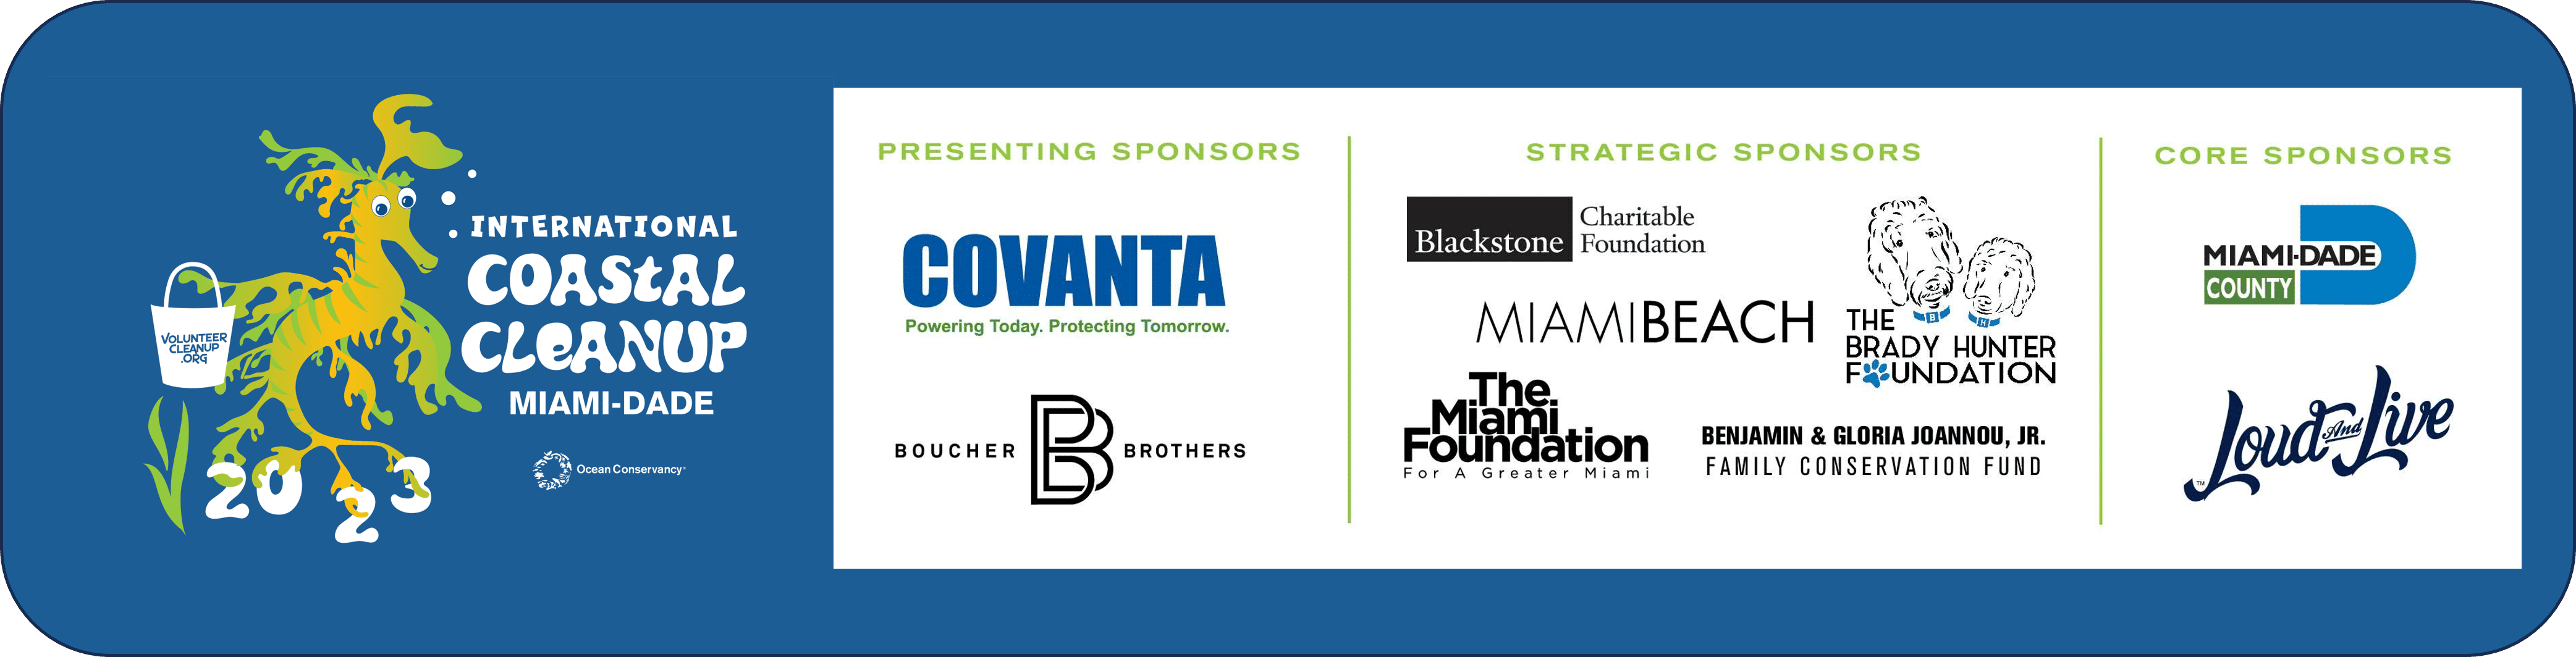 INTERNATIONAL
COAStAL
CLeANUP
MIAMI-DADE
VOLUNTEER
CLEANUP
.ORG
2023
Ocean Conservancy®
PRESENTING SPONSORS
COVANTA
Powering Today. Protecting Tomorrow.
BOUCHER B BROTHERS
STRATEGIC SPONSORS
Blackstone
Charitable
Foundation
MIAMIBEACH
B H
THE
BRADY HUNTER
FOUNDATION
The
Miami
Foundation
For A Greater Miami
BENJAMIN & GLORIA JOANNOU, JR.
FAMILY CONSERVATION FUND
CORE SPONSORS
MIAMI-DADE
COUNTY
Loud And Live
TM